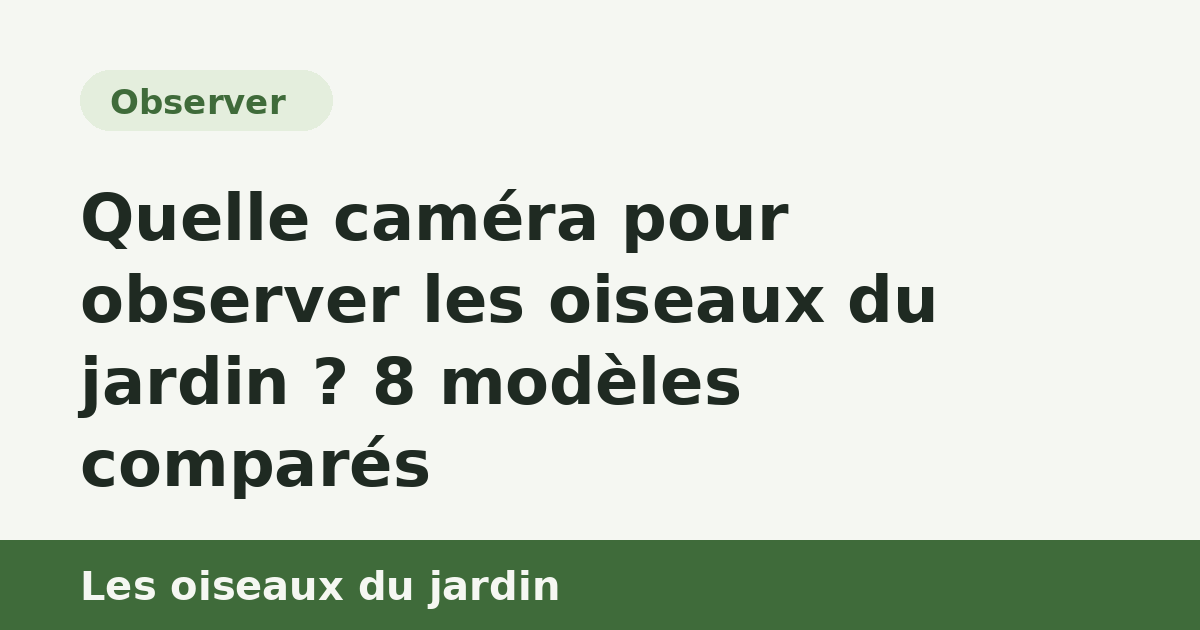 Observer
Quelle caméra pour
observer les oiseaux du
jardin ? 8 modèles
comparés
Les oiseaux du jardin